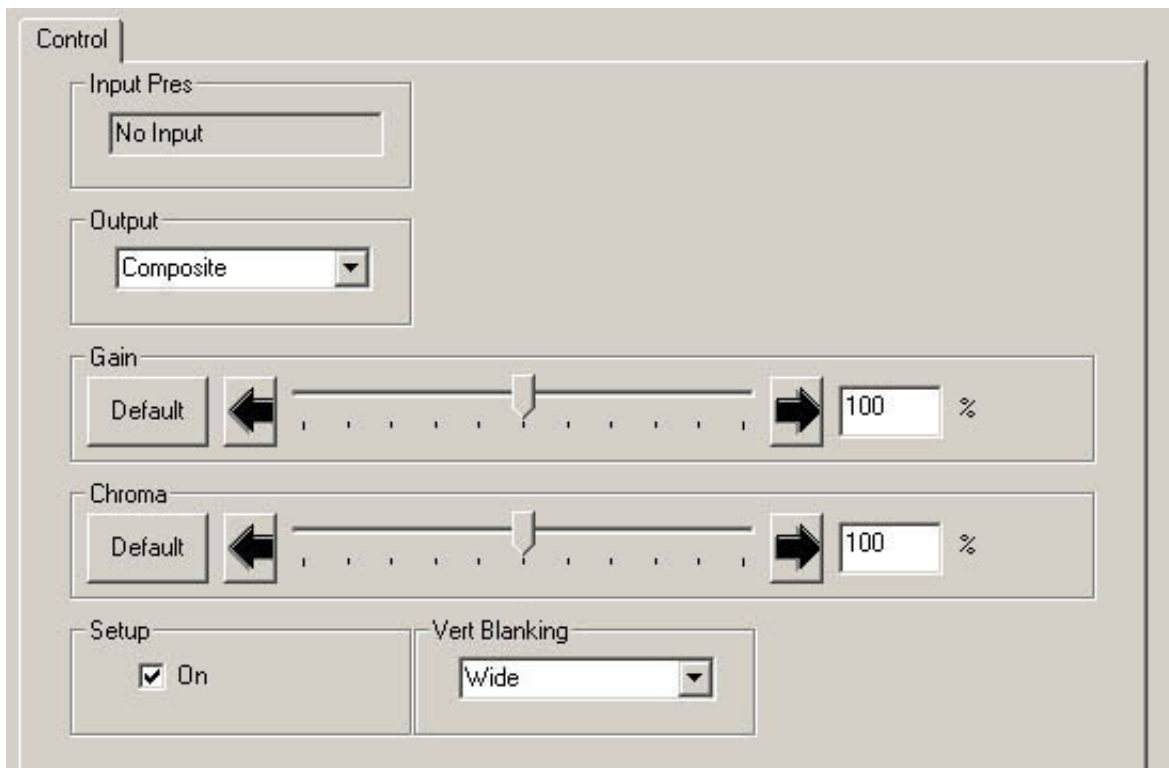 Control
Input Pres
No Input
Output
Composite
Gain
Default 100 %
Chroma
Default 100 %
Setup Vert Blanking
On Wide